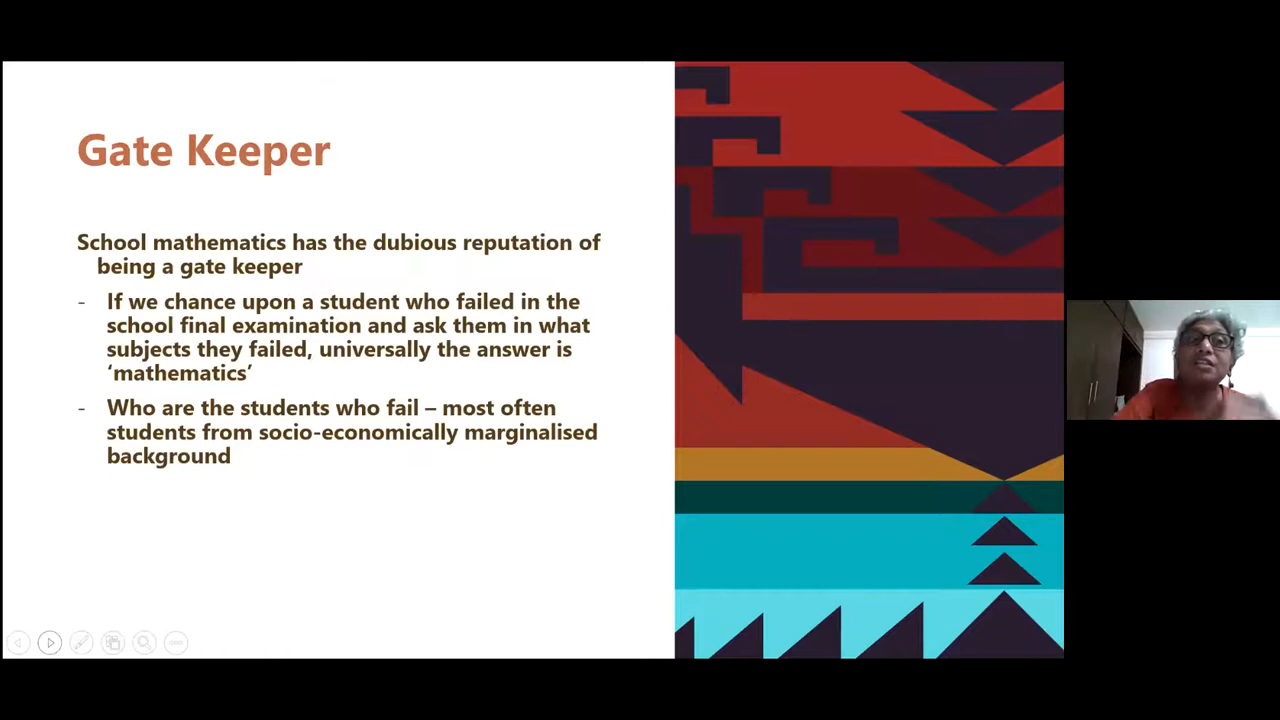 Gate Keeper
School mathematics has the dubious reputation of
being a gate keeper
- If we chance upon a student who failed in the
school final examination and ask them in what
subjects they failed, universally the answer is
‘mathematics’
- Who are the students who fail – most often
students from socio-economically marginalised
background